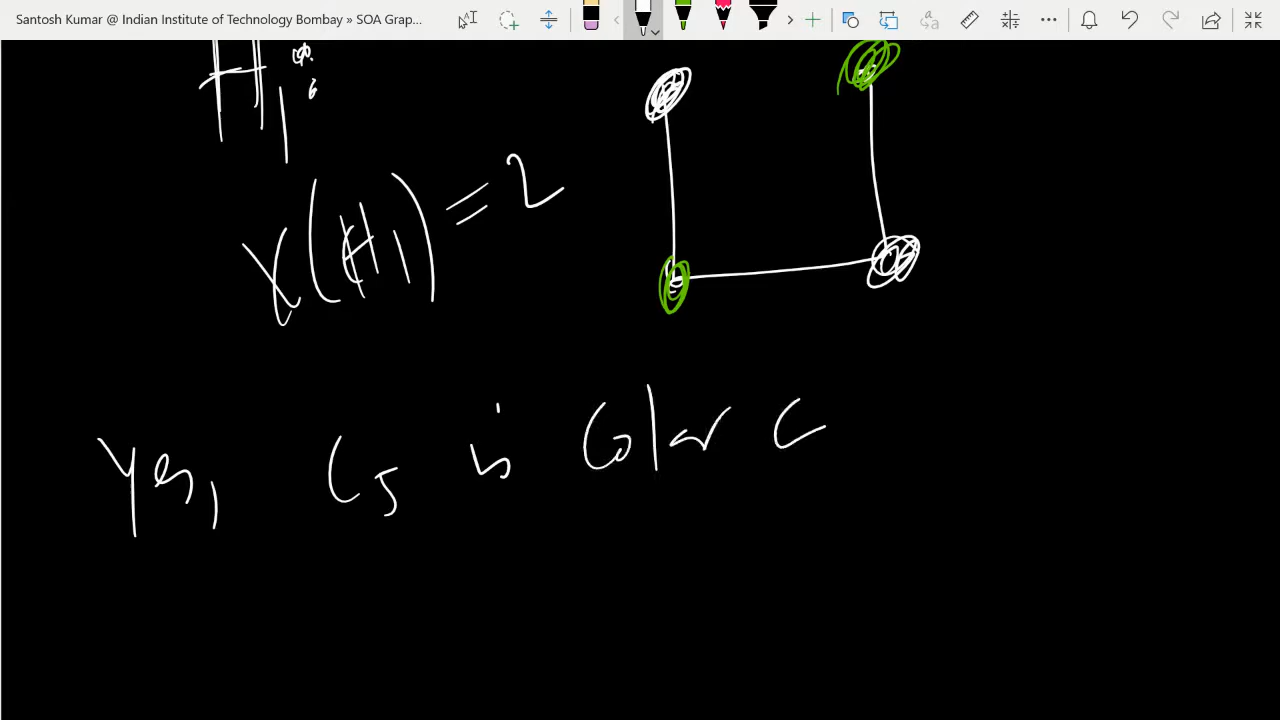 Santosh Kumar @ Indian Institute of Technology Bombay » SOA Grap...
H₁:
χ(H₁) = 2
Yes, C₅ is Color C